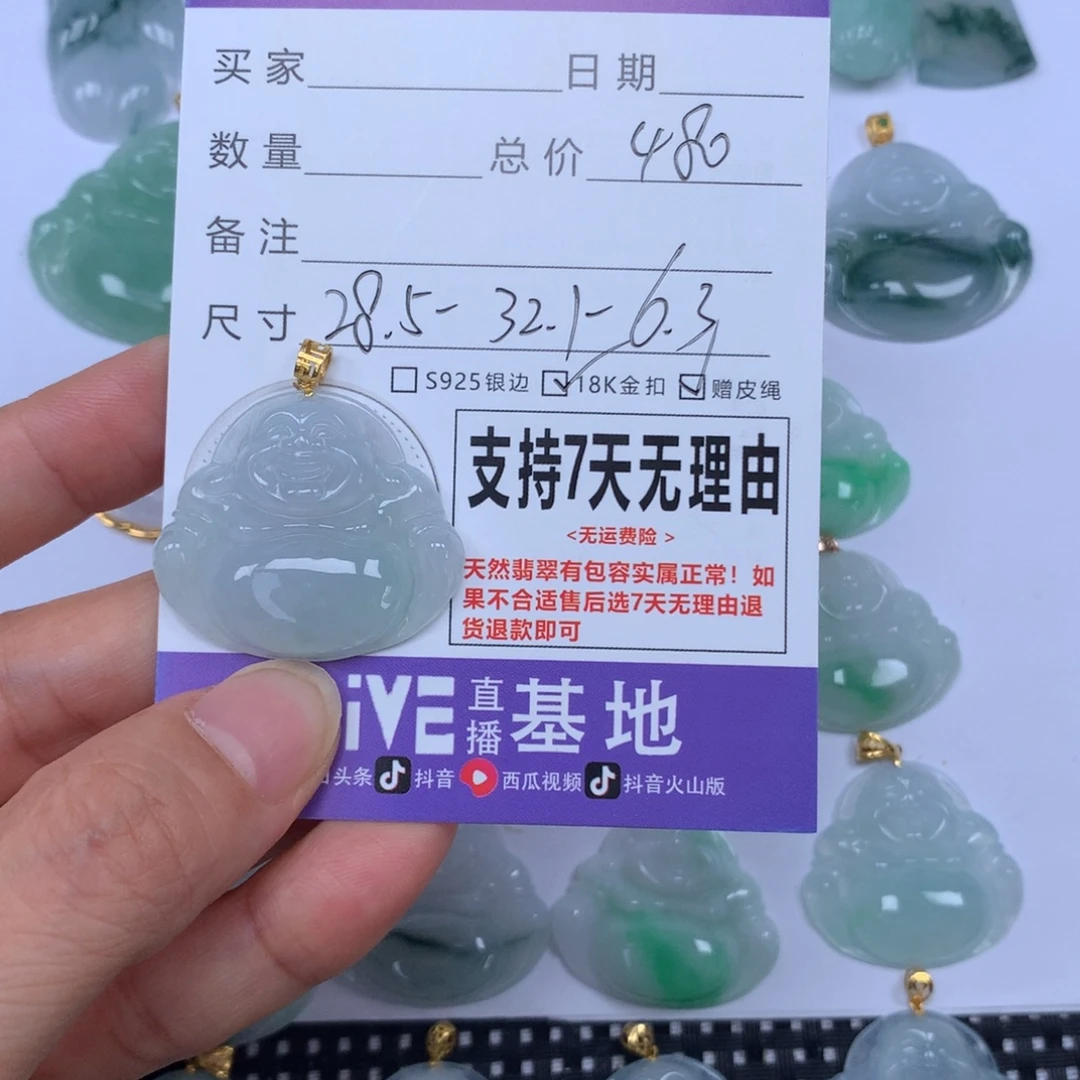 买家 日期
数量 总价 480
备注
尺寸 28.5- 32.1- 6.3
S925银边 18K金扣 赠皮绳
支持7天无理由
<无运费险 >
天然翡翠有包容实属正常！如
果不合适售后选7天无理由退
货退款即可
iVE 直播 基地
头条 抖音 西瓜视频 抖音火山版